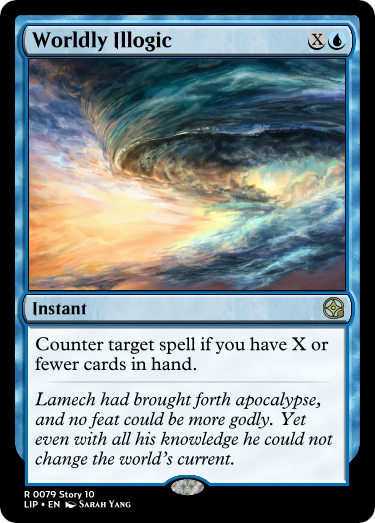 Worldly Illogic X
Instant
Counter target spell if you have X or
fewer cards in hand.
Lamech had brought forth apocalypse,
and no feat could be more godly. Yet
even with all his knowledge he could not
change the world's current.
R 0079 Story 10
LIP • EN Sarah Yang